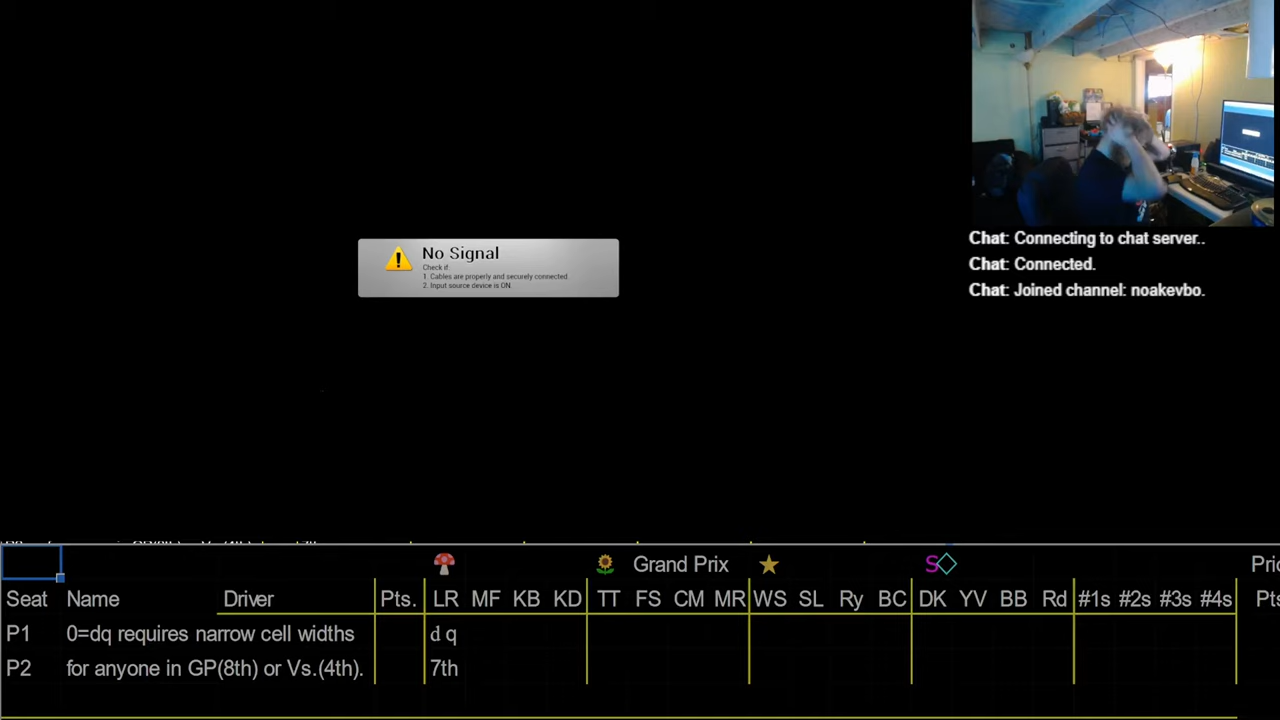 No Signal
Check if:
1. Cables are properly and securely connected.
2. Input source device is ON.
Chat: Connecting to chat server..
Chat: Connected.
Chat: Joined channel: noakevbo.
Grand Prix
Seat Name Driver Pts. LR MF KB KD TT FS CM MR WS SL Ry BC DK YV BB Rd #1s #2s #3s #4s Pts
P1 0=dq requires narrow cell widths d q
P2 for anyone in GP(8th) or Vs.(4th). 7th